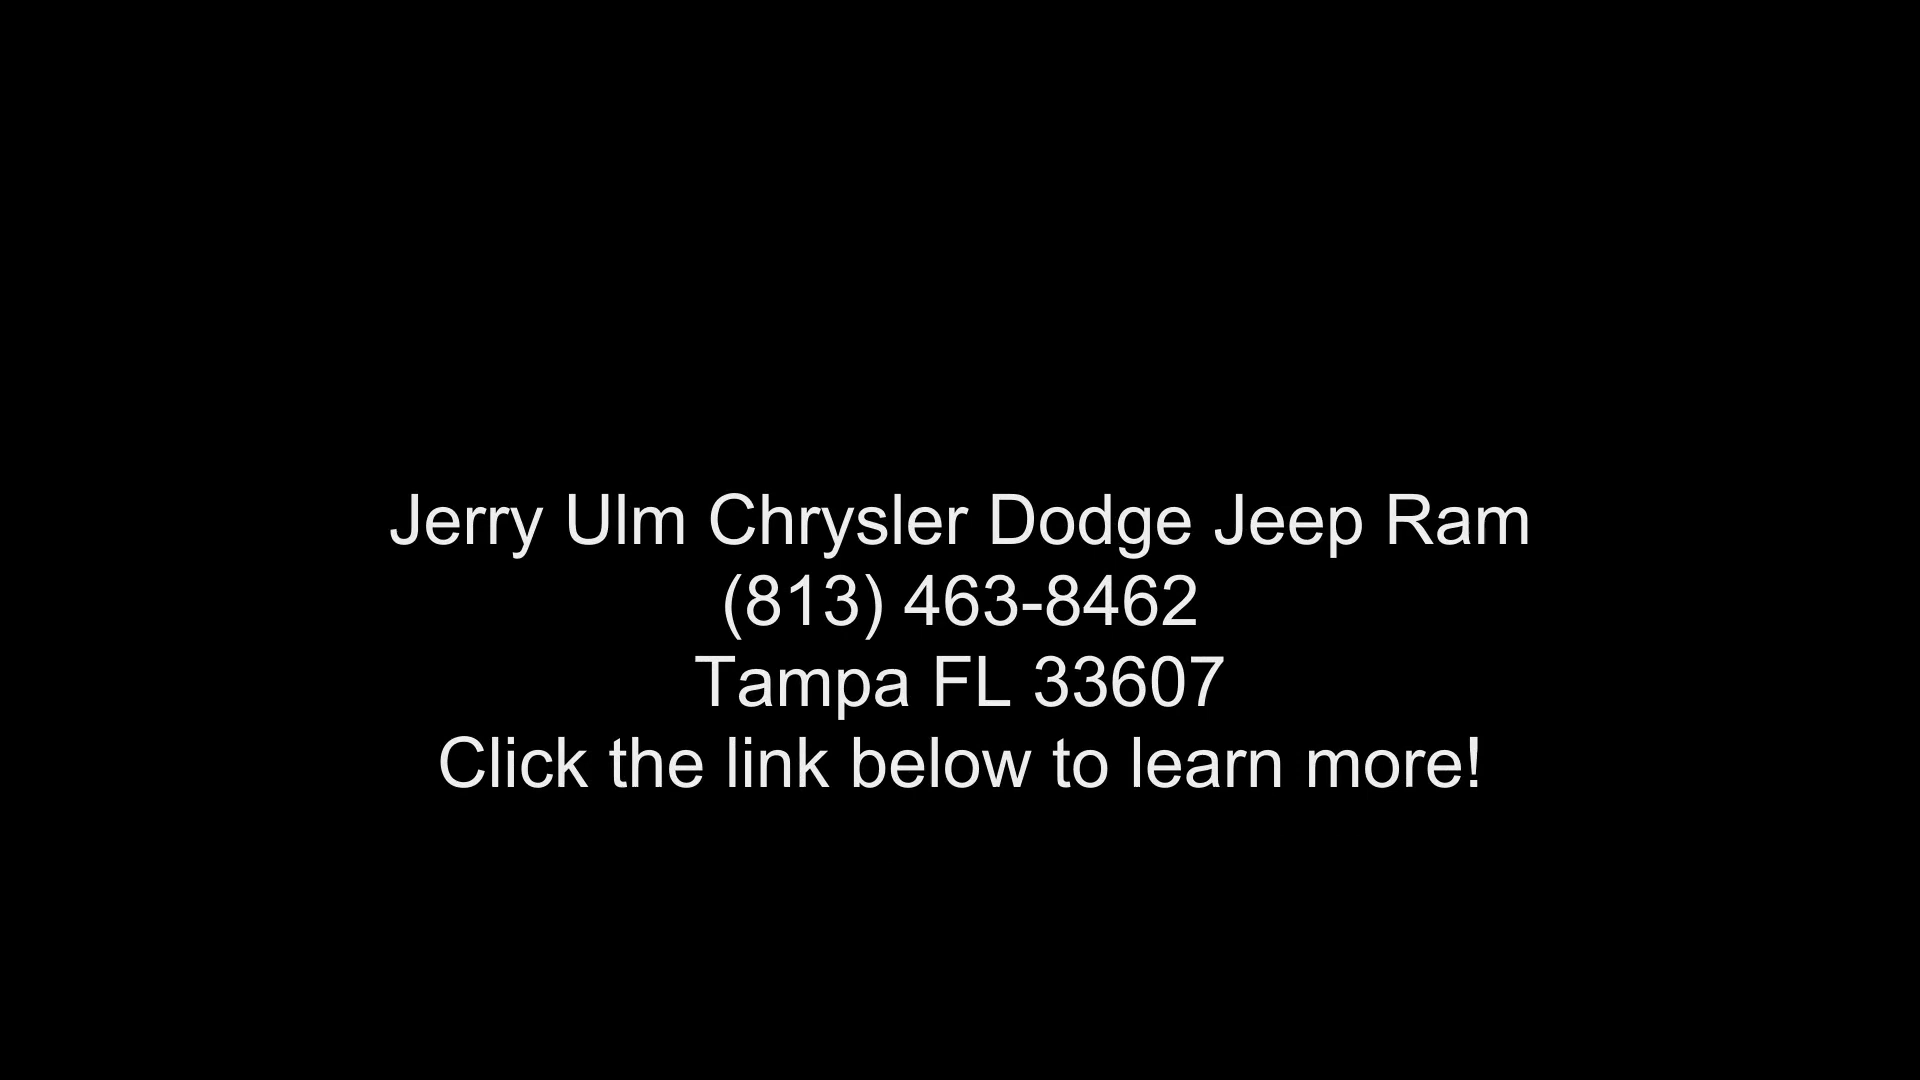 Jerry Ulm Chrysler Dodge Jeep Ram
(813) 463-8462
Tampa FL 33607
Click the link below to learn more!